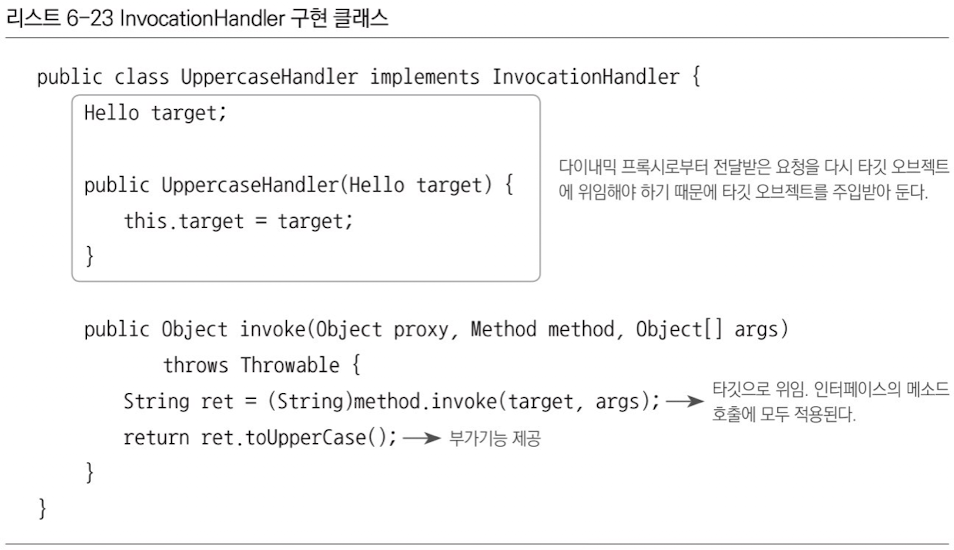 리스트 6-23 InvocationHandler 구현 클래스
public class UppercaseHandler implements InvocationHandler {
Hello target;
public UppercaseHandler(Hello target) {
this.target = target;
}
다이내믹 프록시로부터 전달받은 요청을 다시 타깃 오브젝트
에 위임해야 하기 때문에 타깃 오브젝트를 주입받아 둔다.
public Object invoke(Object proxy, Method method, Object[] args)
throws Throwable {
String ret = (String)method.invoke(target, args);
타깃으로 위임. 인터페이스의 메소드
호출에 모두 적용된다.
return ret.toUpperCase(); 부가기능 제공
}
}